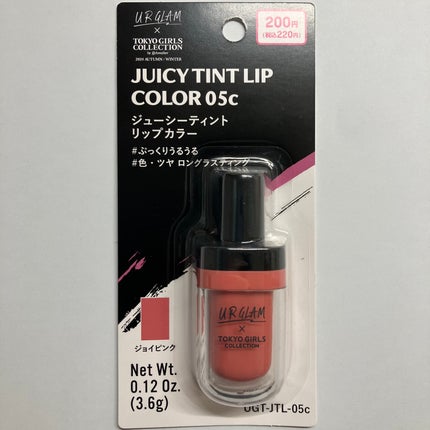 URGLAM
×
TOKYO GIRLS
COLLECTION
2024 AUTUMN/WINTER
200円
(税込220円)
JUICY TINT LIP
COLOR 05c
ジューシーティント
リップカラー
#ぷっくりうるうる
#色・ツヤ ロングラスティング
URGLAM
×
TOKYO GIRLS
COLLECTION
ジョイピンク
Net Wt.
0.12 Oz.
(3.6g)
UGT-JTL-05c